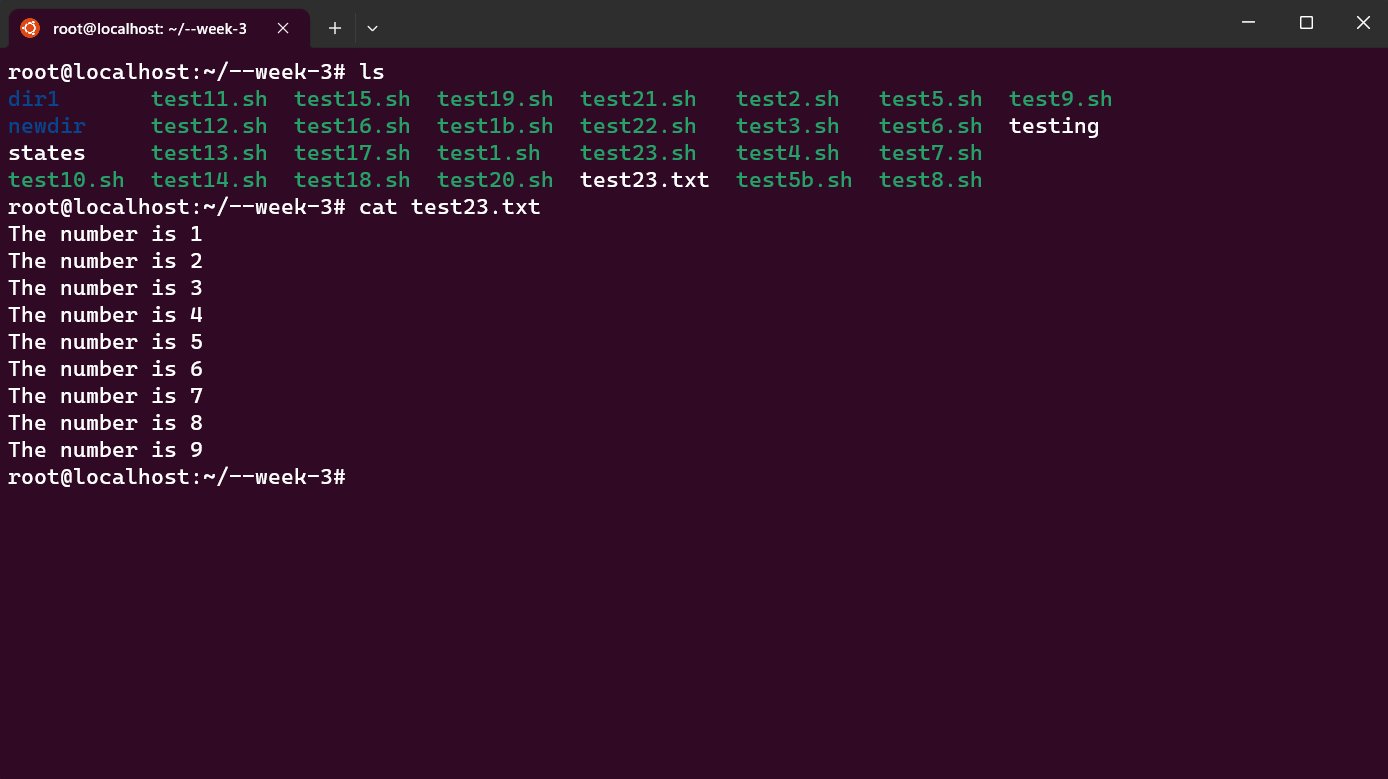 root@localhost: ~/--week-3
root@localhost:~/--week-3# ls
dir1       test11.sh  test15.sh  test19.sh  test21.sh   test2.sh   test5.sh  test9.sh
newdir     test12.sh  test16.sh  test1b.sh  test22.sh   test3.sh   test6.sh  testing
states     test13.sh  test17.sh  test1.sh   test23.sh   test4.sh   test7.sh
test10.sh  test14.sh  test18.sh  test20.sh  test23.txt  test5b.sh  test8.sh
root@localhost:~/--week-3# cat test23.txt
The number is 1
The number is 2
The number is 3
The number is 4
The number is 5
The number is 6
The number is 7
The number is 8
The number is 9
root@localhost:~/--week-3#